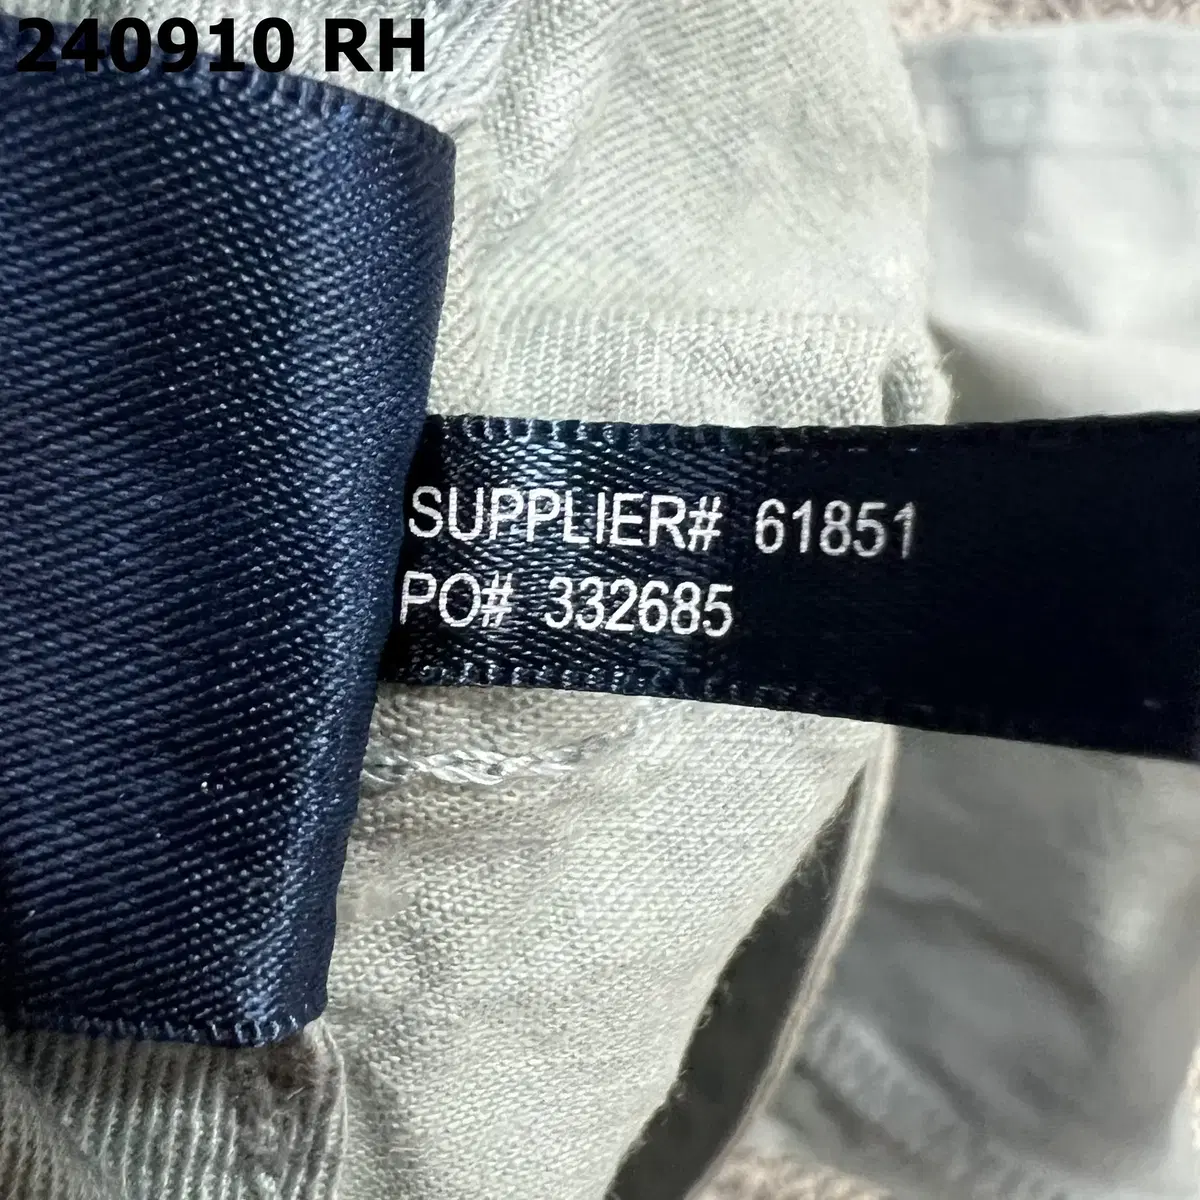 240910 RH
SUPPLIER# 61851
PO# 332685